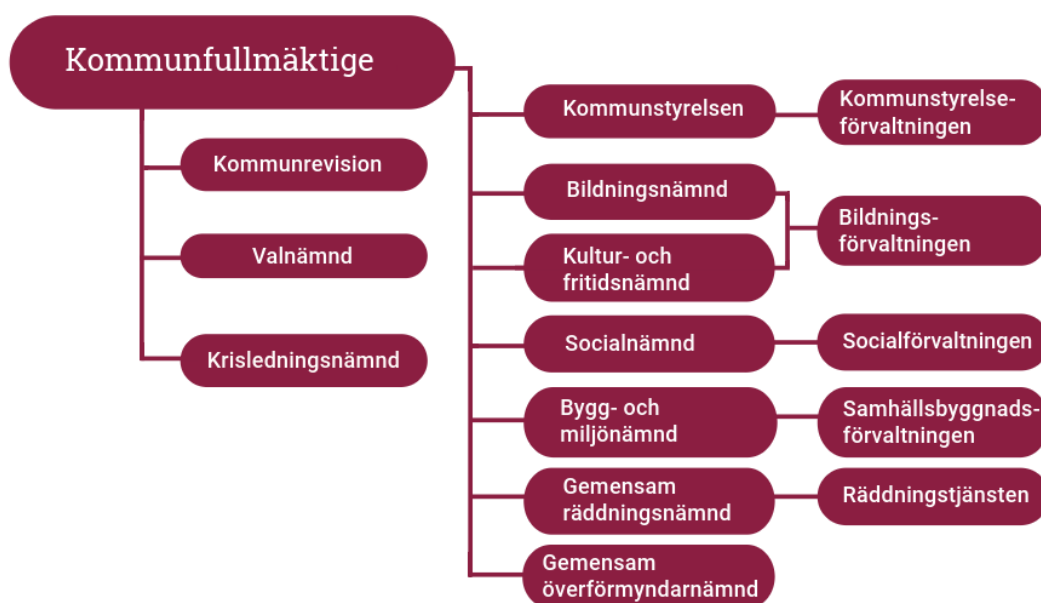 Kommunfullmäktige
Kommunrevision
Valnämnd
Krisledningsnämnd
Kommunstyrelsen
Kommunstyrelse-
förvaltningen
Bildningsnämnd
Kultur- och
fritidsnämnd
Bildnings-
förvaltningen
Socialnämnd
Socialförvaltningen
Bygg- och
miljönämnd
Samhällsbyggnads-
förvaltningen
Gemensam
räddningsnämnd
Räddningstjänsten
Gemensam
överförmyndarnämnd